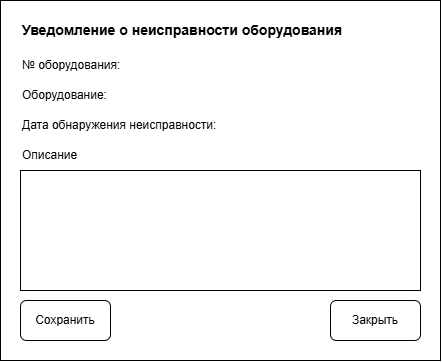 Уведомление о неисправности оборудования
№ оборудования:
Оборудование:
Дата обнаружения неисправности:
Описание
Сохранить
Закрыть